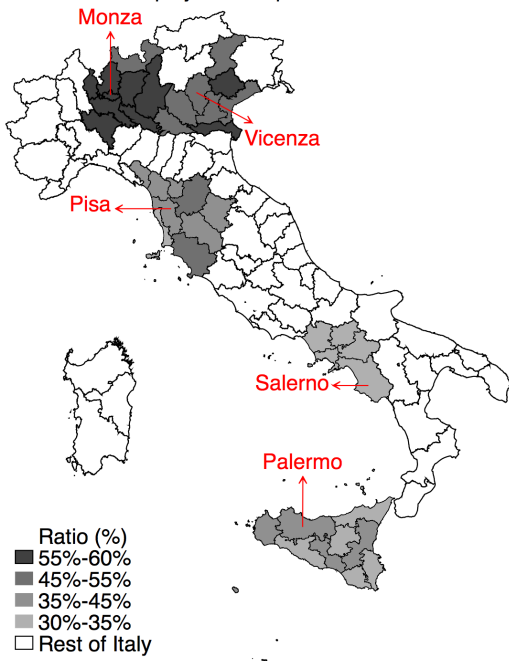 Monza
Vicenza
Pisa
Salerno
Palermo
Ratio (%)
55%-60%
45%-55%
35%-45%
30%-35%
Rest of Italy